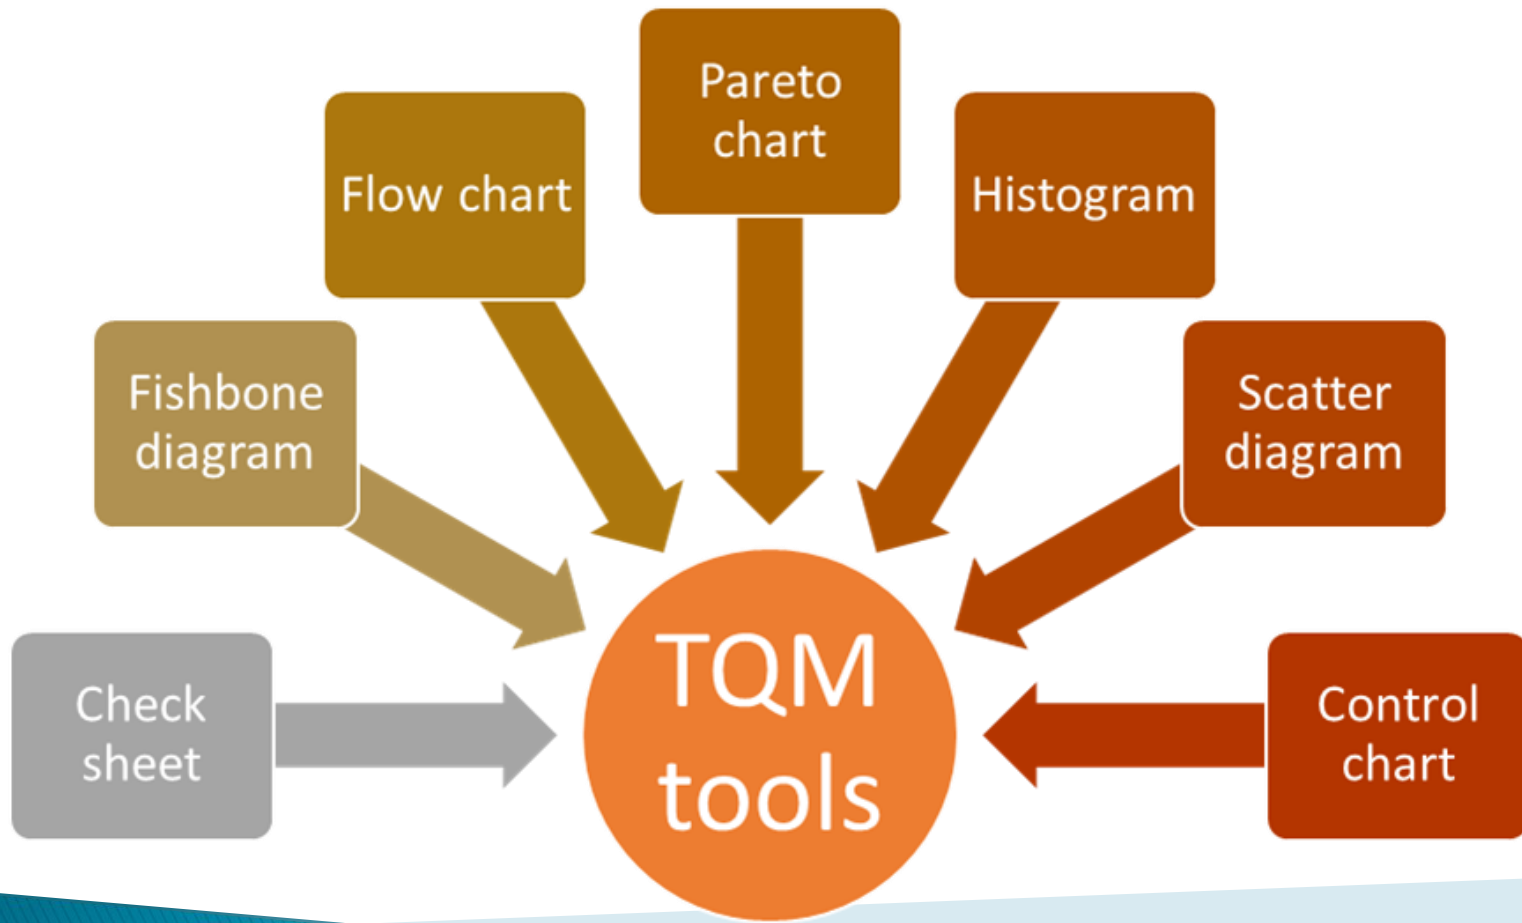 Pareto
chart
Flow chart
Histogram
Fishbone
diagram
Scatter
diagram
Check
sheet
TQM
tools
Control
chart